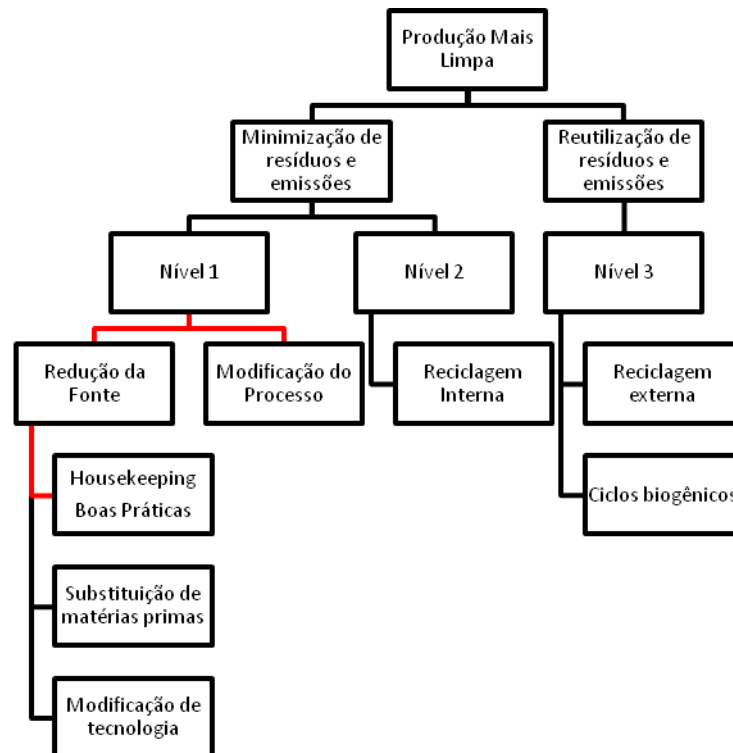 Produção Mais
Limpa
Minimização de
resíduos e
emissões
Reutilização de
resíduos e
emissões
Nível 1
Nível 2
Nível 3
Redução da
Fonte
Modificação do
Processo
Reciclagem
Interna
Reciclagem
externa
Housekeeping
Boas Práticas
Ciclos biogênicos
Substituição de
matérias primas
Modificação de
tecnologia